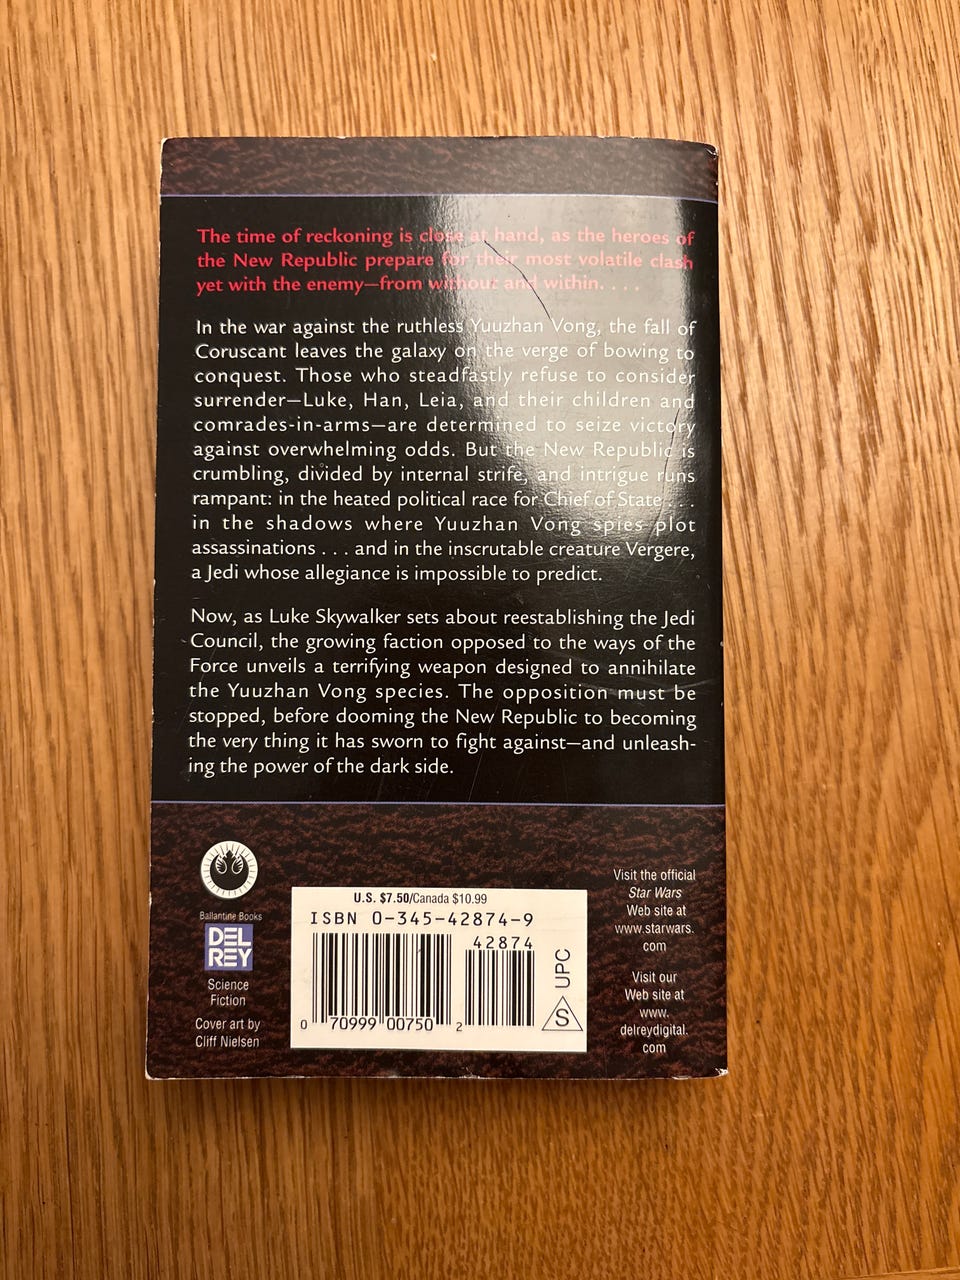 The time of reckoning is close at hand, as the heroes of
the New Republic prepare for their most volatile clash
yet with the enemy—from without and within. . . .
In the war against the ruthless Yuuzhan Vong, the fall of
Coruscant leaves the galaxy on the verge of bowing to
conquest. Those who steadfastly refuse to consider
surrender—Luke, Han, Leia, and their children and
comrades-in-arms—are determined to seize victory
against overwhelming odds. But the New Republic is
crumbling, divided by internal strife, and intrigue runs
rampant: in the heated political race for Chief of State . . .
in the shadows where Yuuzhan Vong spies plot
assassinations . . . and in the inscrutable creature Vergere,
a Jedi whose allegiance is impossible to predict.
Now, as Luke Skywalker sets about reestablishing the Jedi
Council, the growing faction opposed to the ways of the
Force unveils a terrifying weapon designed to annihilate
the Yuuzhan Vong species. The opposition must be
stopped, before dooming the New Republic to becoming
the very thing it has sworn to fight against—and unleash-
ing the power of the dark side.
Ballantine Books
DEL
REY
Science
Fiction
Cover art by
Cliff Nielsen
U.S. $7.50/Canada $10.99
ISBN 0-345-42874-9
42874
0 70999 00750 2
UPC
S
Visit the official
Star Wars
Web site at
www.starwars.
com
Visit our
Web site at
www.
delreydigital.
com